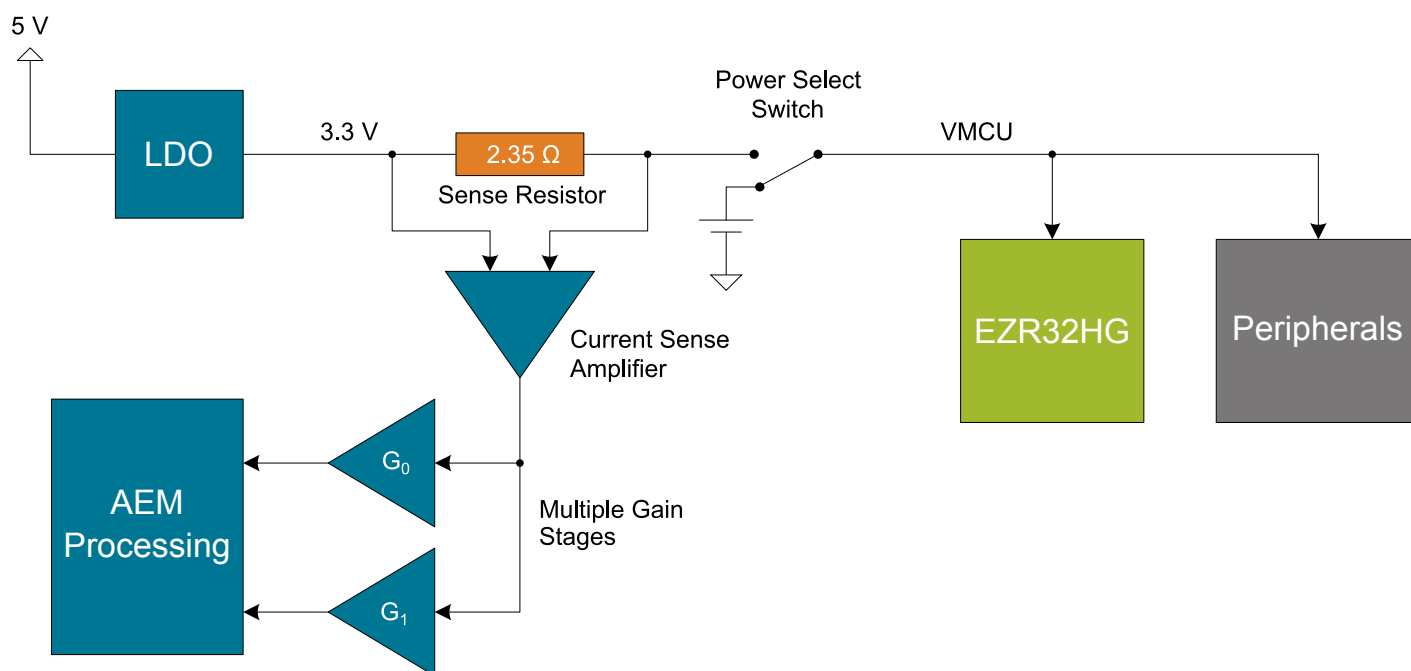 5 V
LDO
3.3 V
2.35 Ω
Sense Resistor
Power Select
Switch
VMCU
EZR32HG
Peripherals
Current Sense
Amplifier
AEM
Processing
G₀
G₁
Multiple Gain
Stages